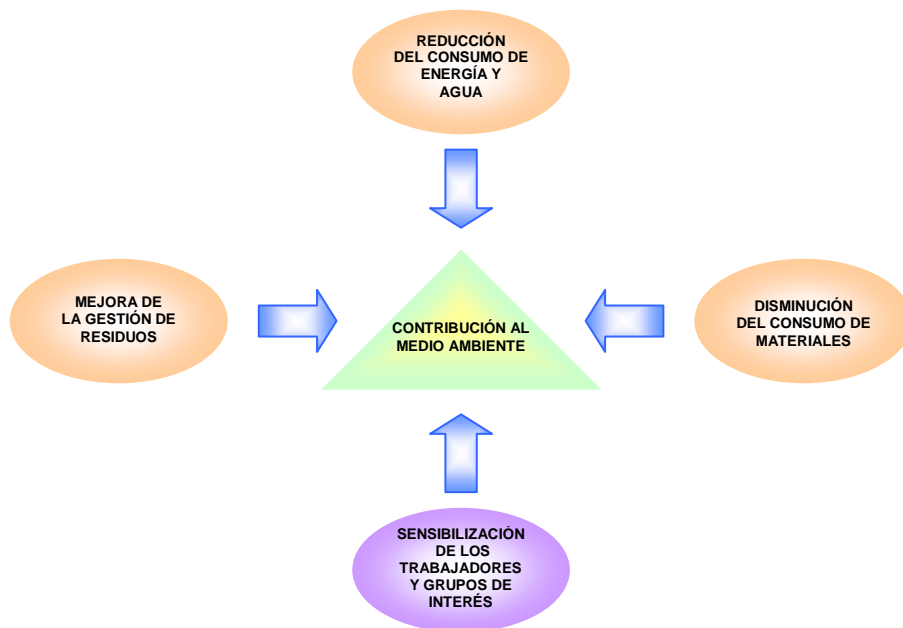 REDUCCIÓN
DEL CONSUMO DE
ENERGÍA Y
AGUA
MEJORA DE
LA GESTIÓN DE
RESIDUOS
CONTRIBUCIÓN AL
MEDIO AMBIENTE
DISMINUCIÓN
DEL CONSUMO DE
MATERIALES
SENSIBILIZACIÓN
DE LOS
TRABAJADORES
Y GRUPOS DE
INTERÉS